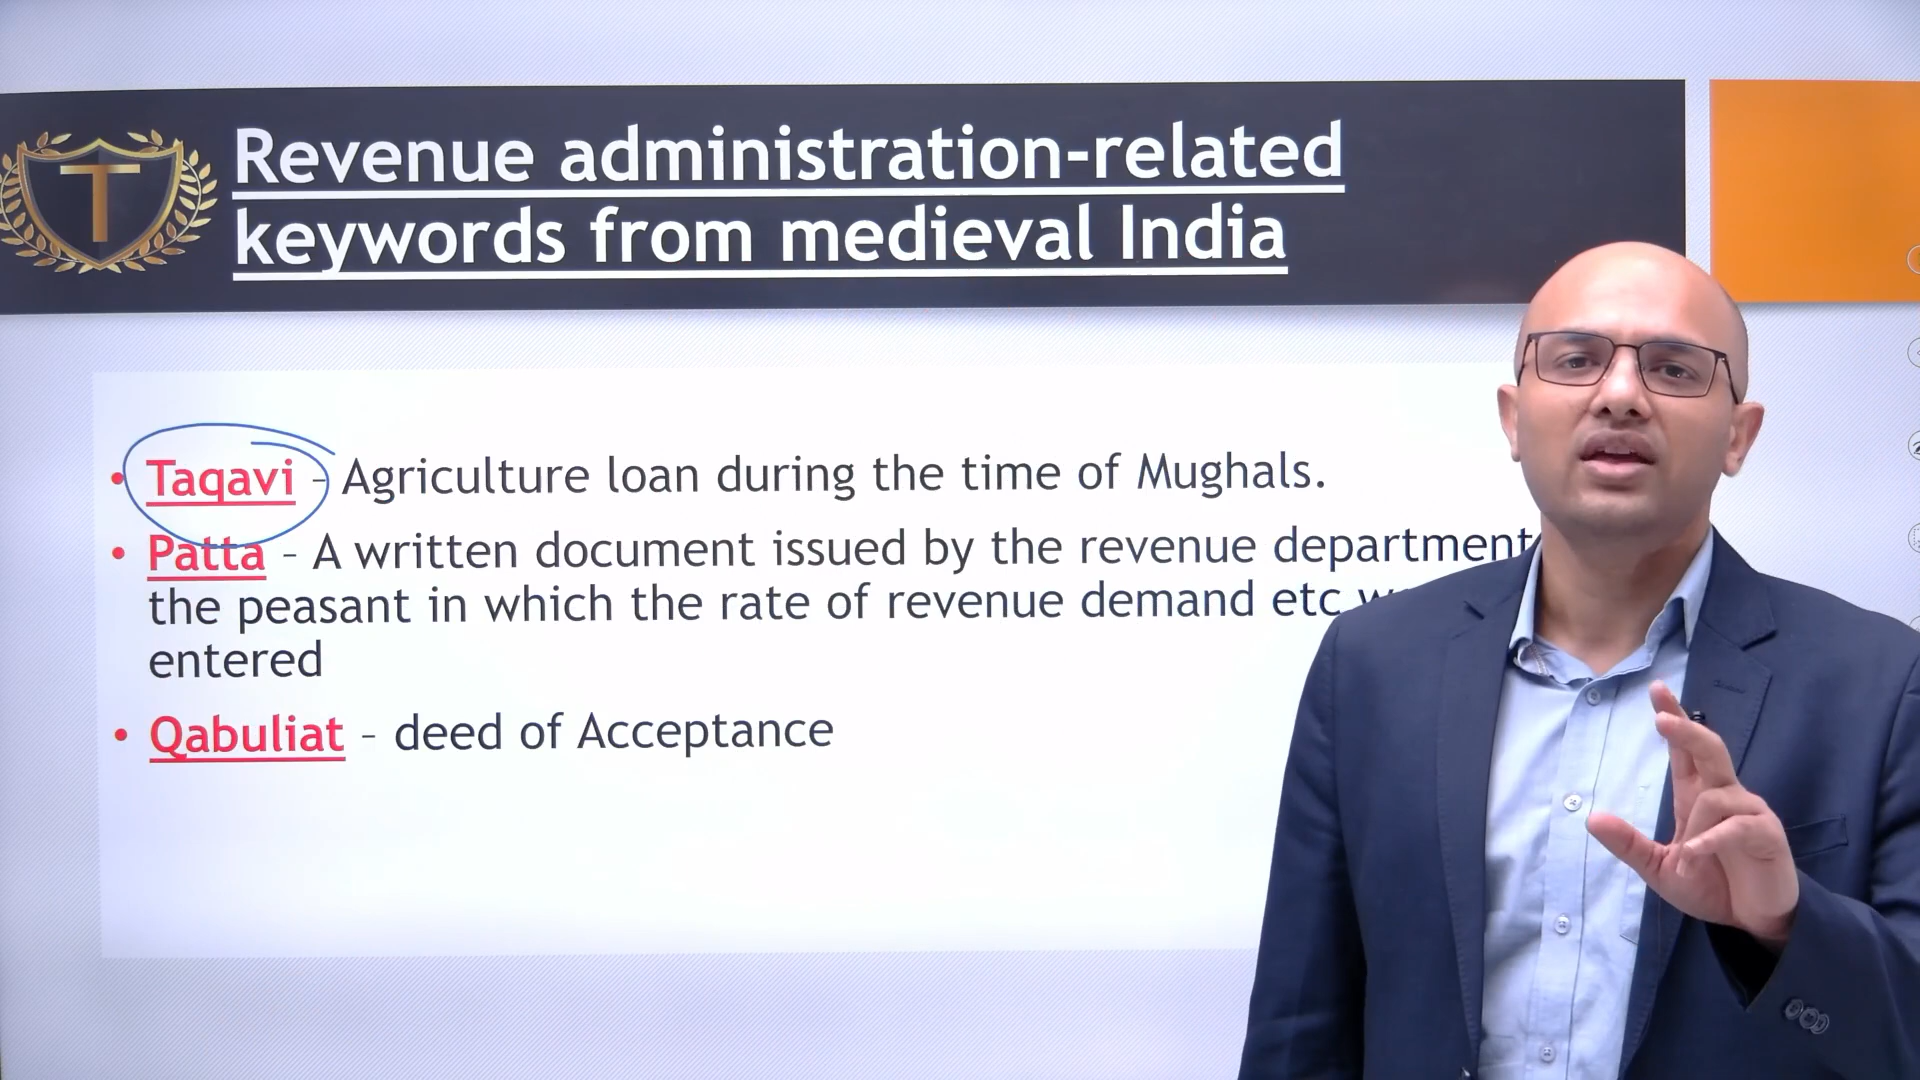 T
Revenue administration-related
keywords from medieval India
• Taqavi – Agriculture loan during the time of Mughals.
• Patta – A written document issued by the revenue department
the peasant in which the rate of revenue demand etc
entered
• Qabuliat – deed of Acceptance